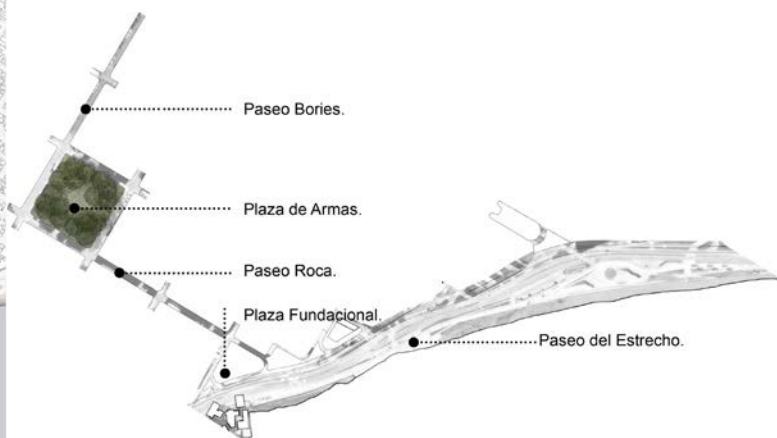 Paseo Bories.
Plaza de Armas.
Paseo Roca.
Plaza Fundacional.
Paseo del Estrecho.